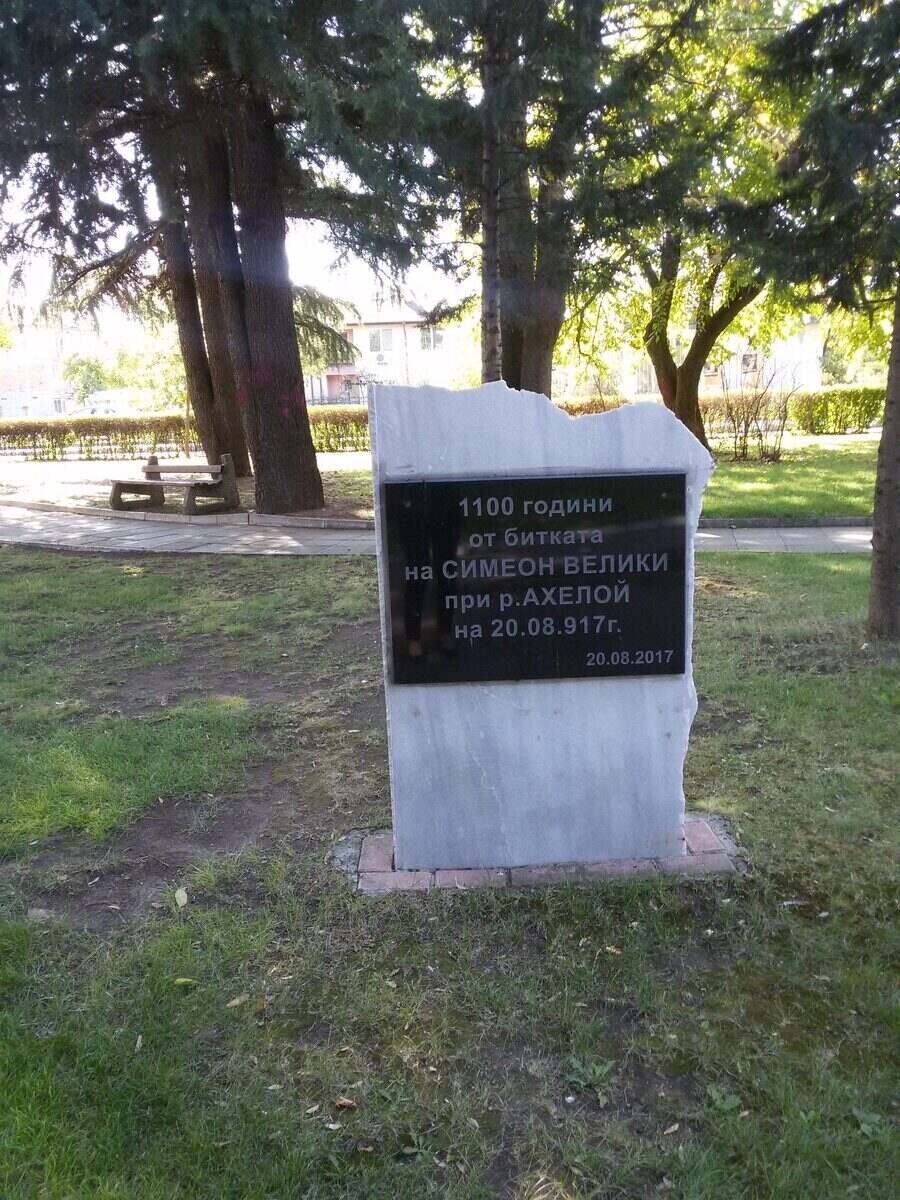 1100 години
от битката
на СИМЕОН ВЕЛИКИ
при р.АХЕЛОЙ
на 20.08.917г.
20.08.2017